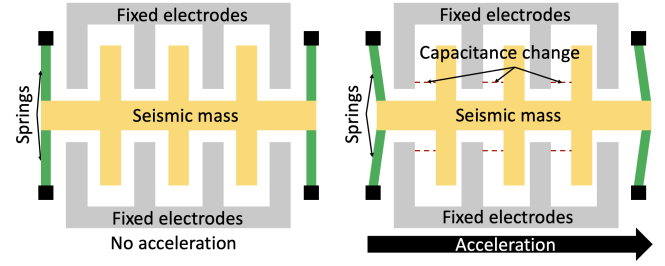 Fixed electrodes
Springs
Seismic mass
Fixed electrodes
No acceleration
Fixed electrodes
Capacitance change
Springs
Seismic mass
Fixed electrodes
Acceleration